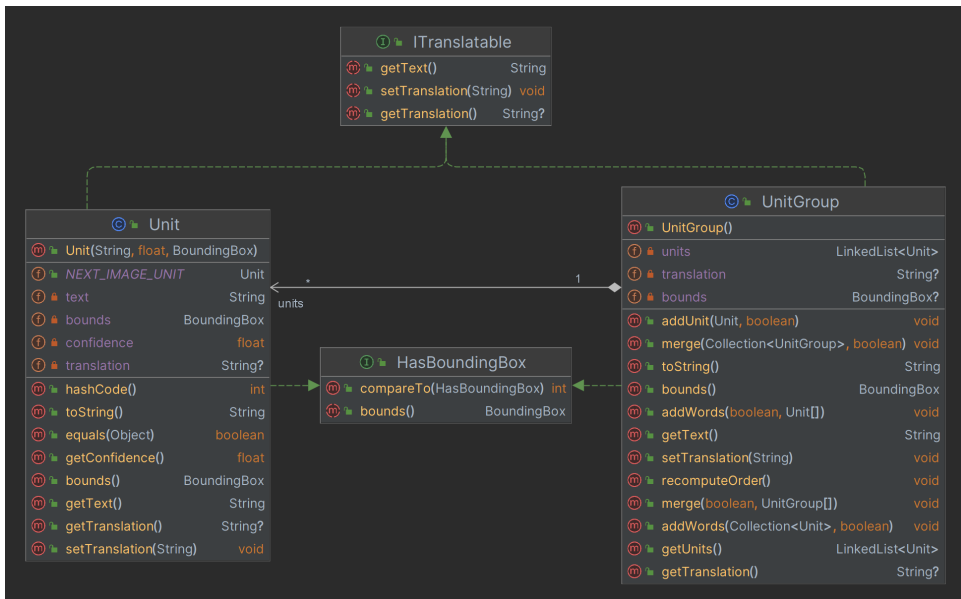 ITranslatable
getText() String
setTranslation(String) void
getTranslation() String?
Unit
Unit(String, float, BoundingBox)
NEXT_IMAGE_UNIT Unit
text String
bounds BoundingBox
confidence float
translation String?
hashCode() int
toString() String
equals(Object) boolean
getConfidence() float
bounds() BoundingBox
getText() String
getTranslation() String?
setTranslation(String) void
* 1
units
HasBoundingBox
compareTo(HasBoundingBox) int
bounds() BoundingBox
UnitGroup
UnitGroup()
units LinkedList<Unit>
translation String?
bounds BoundingBox?
addUnit(Unit, boolean) void
merge(Collection<UnitGroup>, boolean) void
toString() String
bounds() BoundingBox
addWords(boolean, Unit[]) void
getText() String
setTranslation(String) void
recomputeOrder() void
merge(boolean, UnitGroup[]) void
addWords(Collection<Unit>, boolean) void
getUnits() LinkedList<Unit>
getTranslation() String?